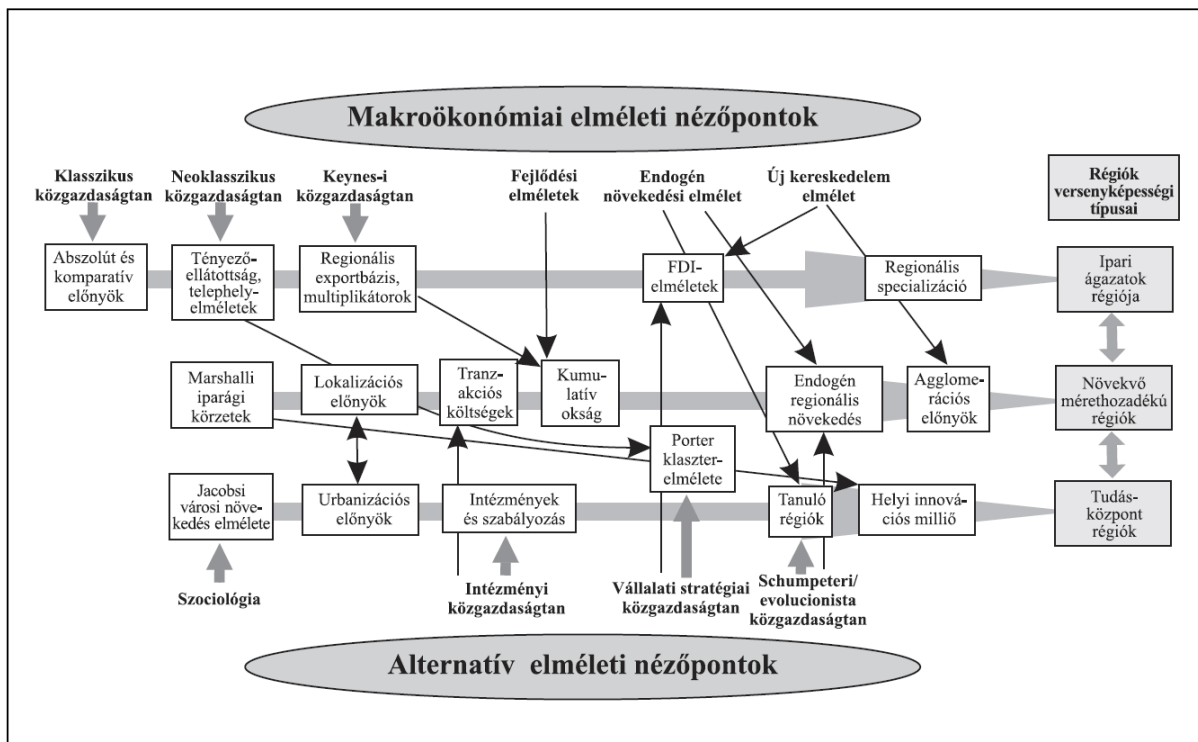 Makroökonómiai elméleti nézőpontok
Klasszikus
közgazdaságtan
Neoklasszikus
közgazdaságtan
Keynes-i
közgazdaságtan
Fejlődési
elméletek
Endogén
növekedési elmélet
Új kereskedelem
elmélet
Régiók
versenyképességi
típusai
Abszolút és
komparatív
előnyök
Tényező-
ellátottság,
telephely-
elméletek
Regionális
exportbázis,
multiplikátorok
FDI-
elméletek
Regionális
specializáció
Ipari
ágazatok
régiója
Marshalli
iparági
körzetek
Lokalizációs
előnyök
Tranz-
akciós
költségek
Kumu-
latív
okság
Endogén
regionális
növekedés
Agglome-
rációs
előnyök
Növekvő
mérethozadékú
régiók
Porter
klaszter-
elmélete
Jacobsi
városi növe-
kedés elmélete
Urbanizációs
előnyök
Intézmények
és szabályozás
Tanuló
régiók
Helyi innová-
ciós millió
Tudás-
központ
régiók
Szociológia
Intézményi
közgazdaságtan
Vállalati stratégiai
közgazdaságtan
Schumpeteri/
evolucionista
közgazdaságtan
Alternatív elméleti nézőpontok